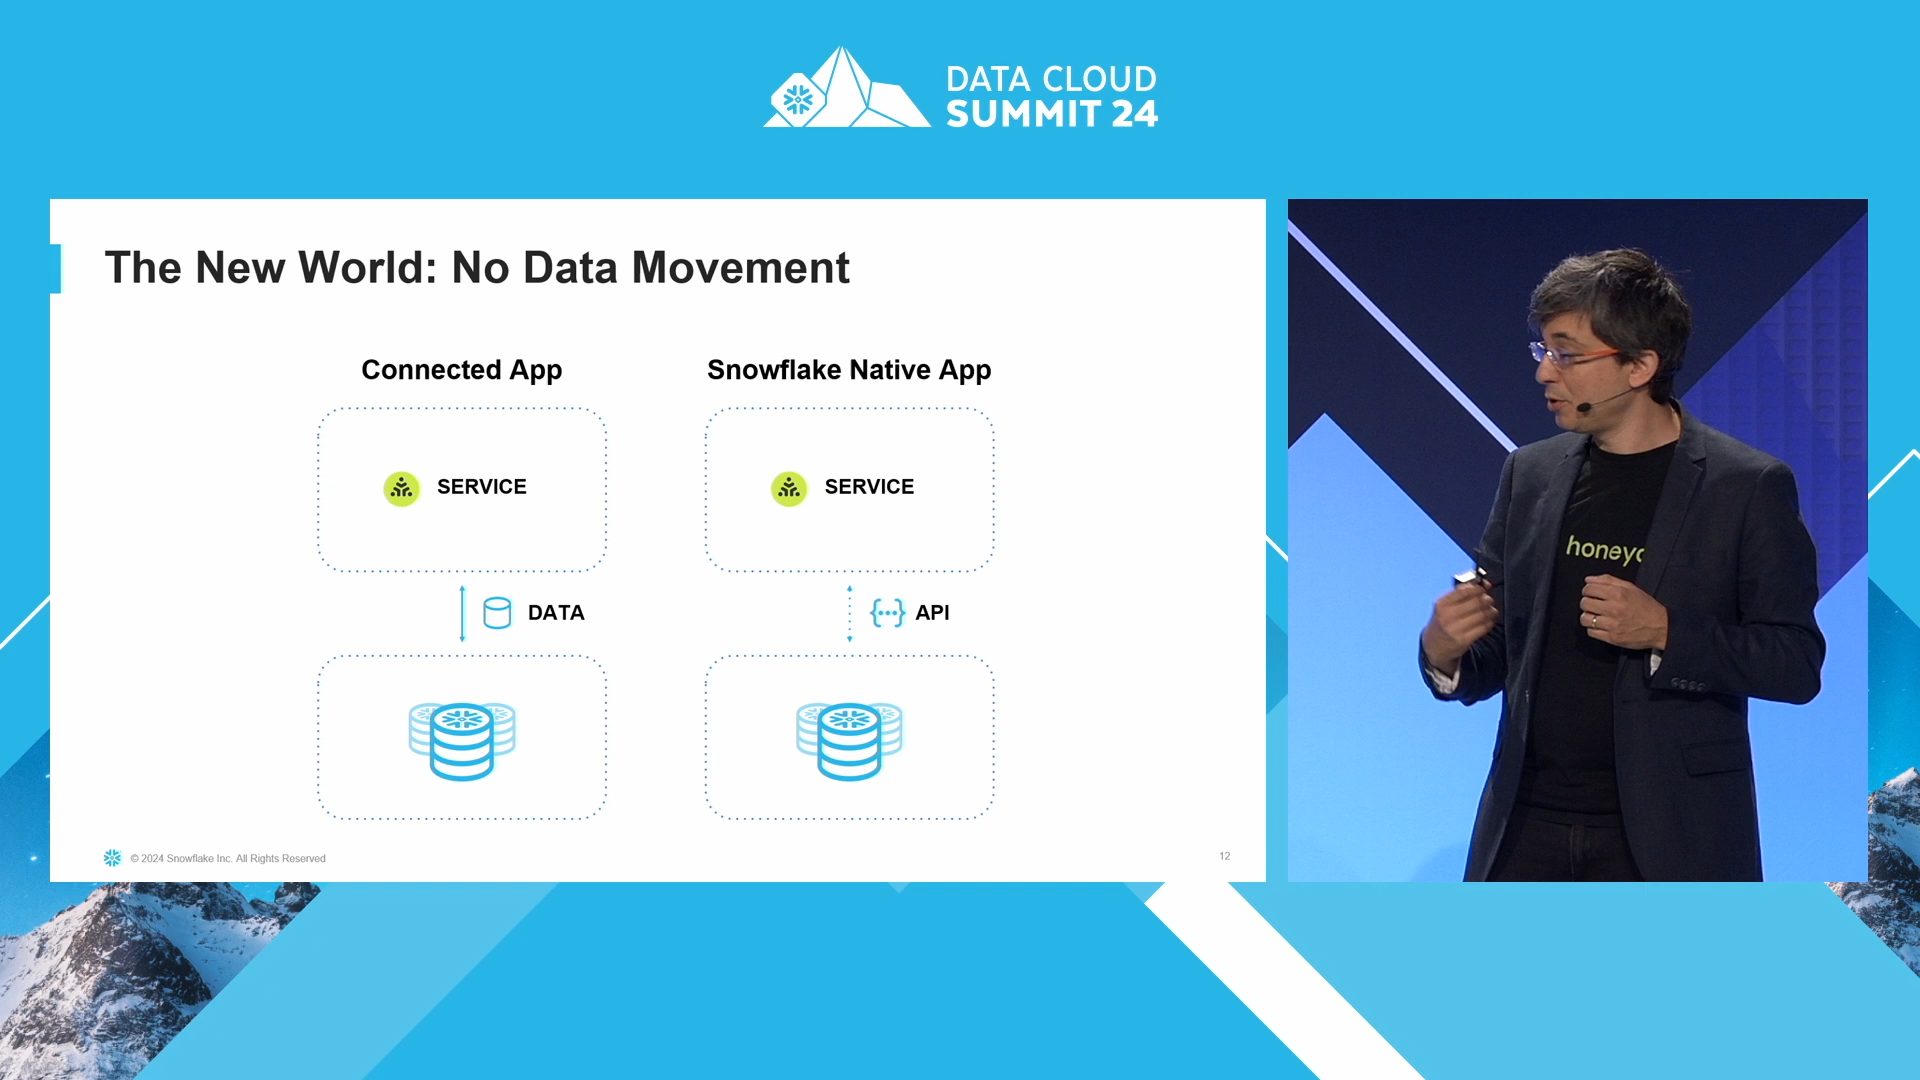 DATA CLOUD
SUMMIT 24
The New World: No Data Movement
Connected App
Snowflake Native App
SERVICE
SERVICE
DATA
API
© 2024 Snowflake Inc. All Rights Reserved
12
honeyc